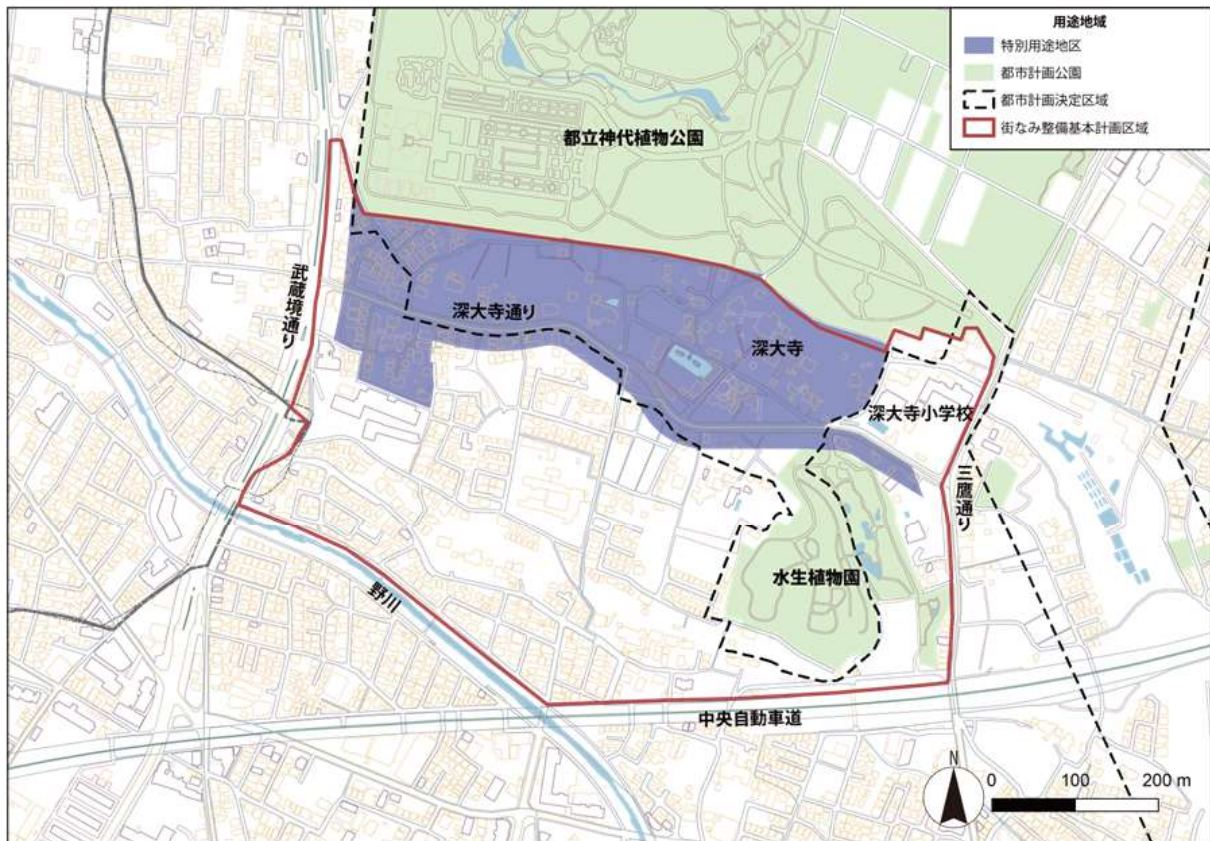 用途地域
特別用途地区
都市計画公園
都市計画決定区域
街なみ整備基本計画区域
都立神代植物公園
武蔵境通り
深大寺通り
深大寺
深大寺小学校
三鷹通り
水生植物園
野川
中央自動車道
N
0 100 200 m